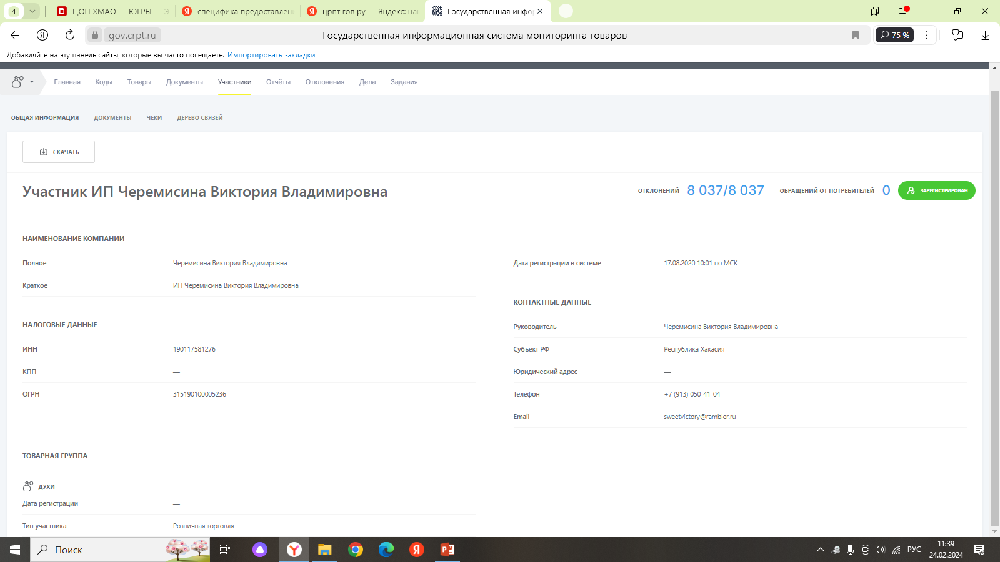 4
ЦОП ХМАО — ЮГРЫ — Э
специфика предоставлен
црпт гов ру — Яндекс: на
Государственная инфо
gov.crpt.ru
Государственная информационная система мониторинга товаров
75 %
Добавляйте на эту панель сайты, которые вы часто посещаете. Импортировать закладки
Главная Коды Товары Документы Участники Отчёты Отклонения Дела Задания
ОБЩАЯ ИНФОРМАЦИЯ ДОКУМЕНТЫ ЧЕКИ ДЕРЕВО СВЯЗЕЙ
СКАЧАТЬ
Участник ИП Черемисина Виктория Владимировна
ОТКЛОНЕНИЙ 8 037/8 037 ОБРАЩЕНИЙ ОТ ПОТРЕБИТЕЛЕЙ 0 ЗАРЕГИСТРИРОВАН
НАИМЕНОВАНИЕ КОМПАНИИ
Полное Черемисина Виктория Владимировна
Краткое ИП Черемисина Виктория Владимировна
НАЛОГОВЫЕ ДАННЫЕ
ИНН 190117581276
КПП —
ОГРН 315190100005236
Дата регистрации в системе 17.08.2020 10:01 по МСК
КОНТАКТНЫЕ ДАННЫЕ
Руководитель Черемисина Виктория Владимировна
Субъект РФ Республика Хакасия
Юридический адрес —
Телефон +7 (913) 050-41-04
Email sweetvictory@rambler.ru
ТОВАРНАЯ ГРУППА
ДУХИ
Дата регистрации —
Тип участника Розничная торговля
Поиск
РУС
11:39
24.02.2024